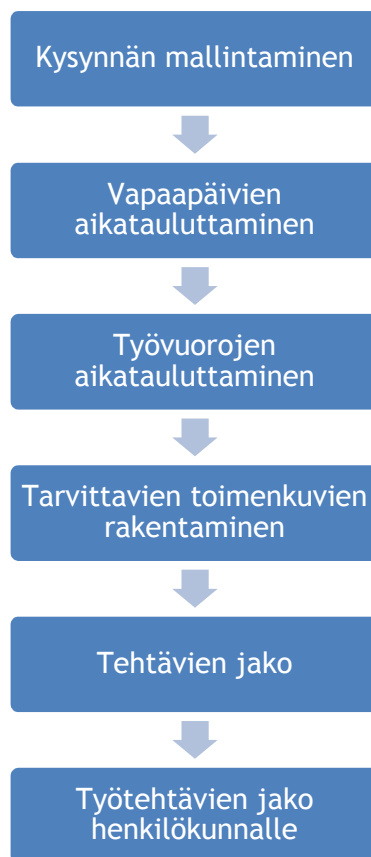 Kysynnän mallintaminen
Vapaapäivien
aikatauluttaminen
Työvuorojen
aikatauluttaminen
Tarvittavien toimenkuvien
rakentaminen
Tehtävien jako
Työtehtävien jako
henkilökunnalle